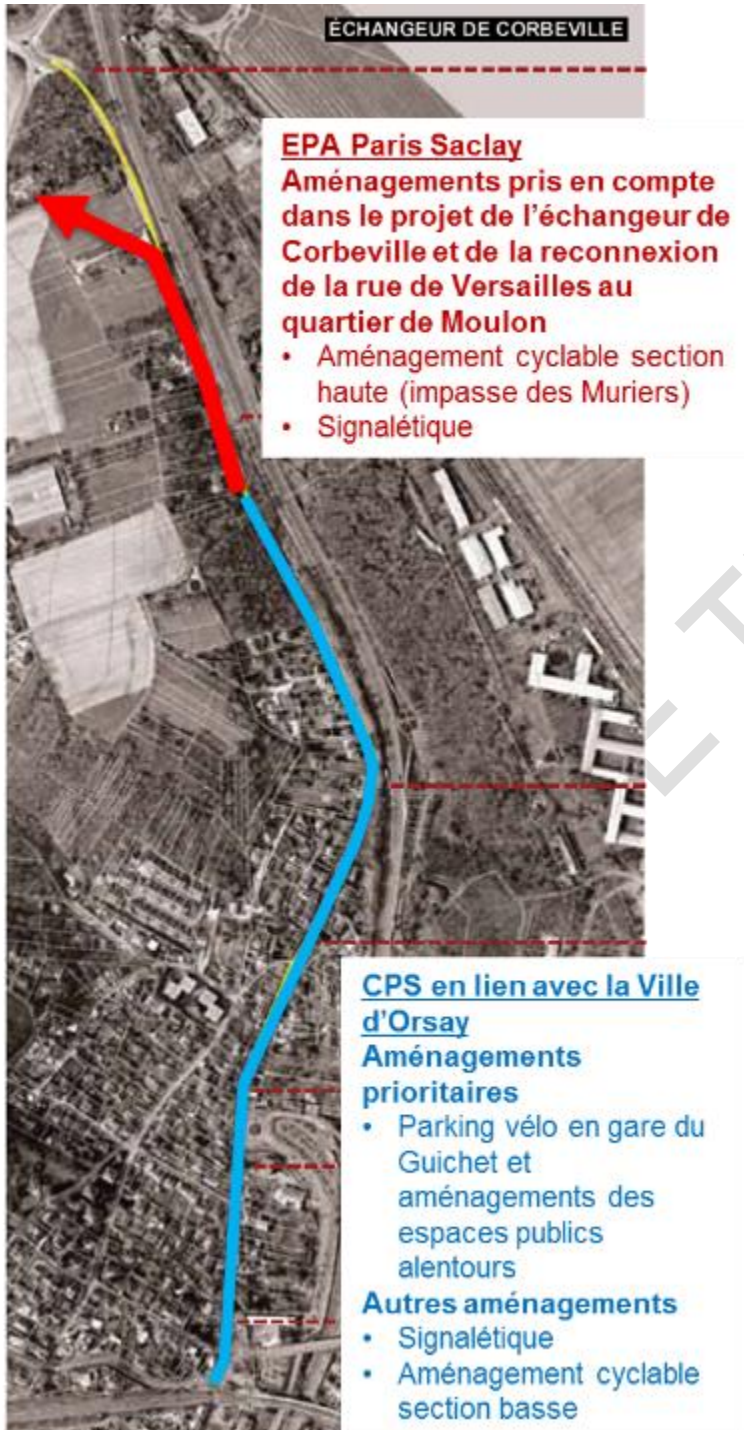 ÉCHANGEUR DE CORBEVILLE
EPA Paris Saclay
Aménagements pris en compte
dans le projet de l'échangeur de
Corbeville et de la reconnexion
de la rue de Versailles au
quartier de Moulon
• Aménagement cyclable section
haute (impasse des Muriers)
• Signalétique
CPS en lien avec la Ville
d'Orsay
Aménagements
prioritaires
• Parking vélo en gare du
Guichet et
aménagements des
espaces publics
alentours
Autres aménagements
• Signalétique
• Aménagement cyclable
section basse